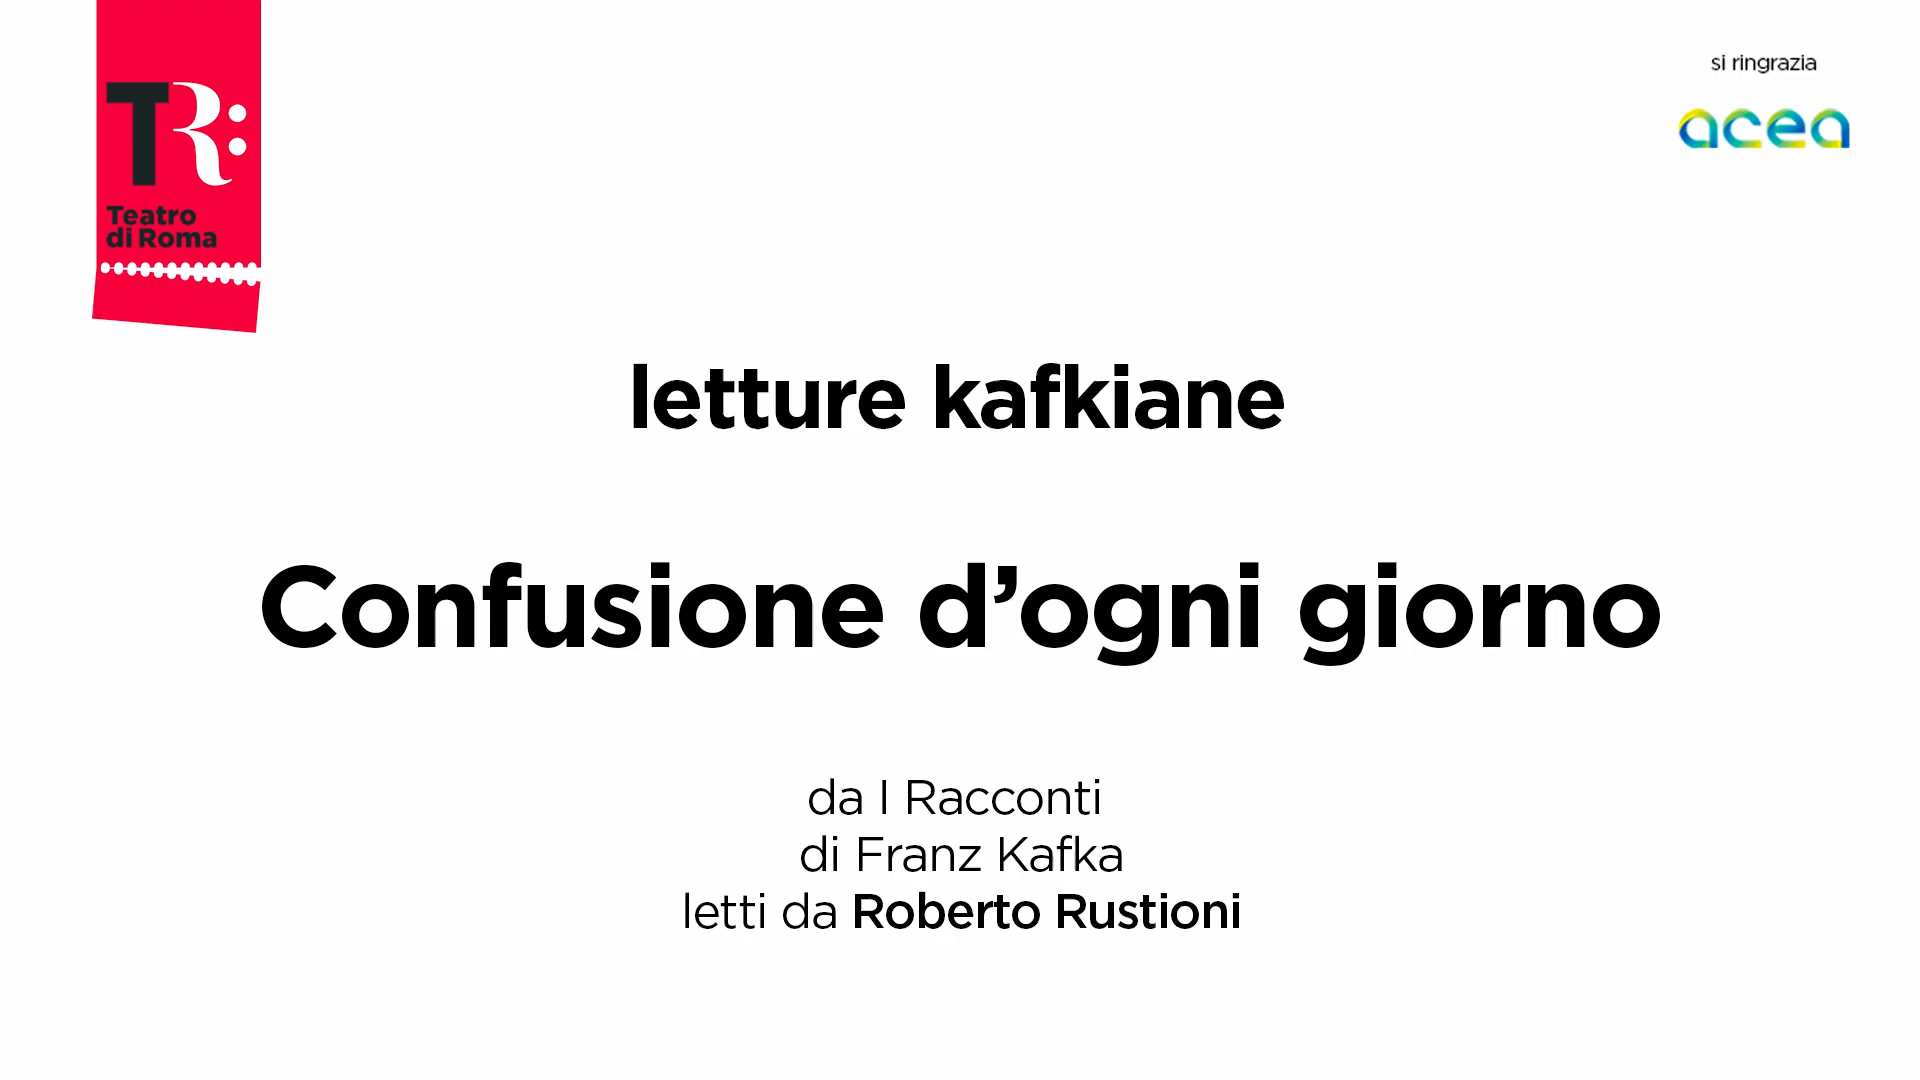 TR:
Teatro
di Roma
si ringrazia
acea
letture kafkiane
Confusione d’ogni giorno
da I Racconti
di Franz Kafka
letti da Roberto Rustioni